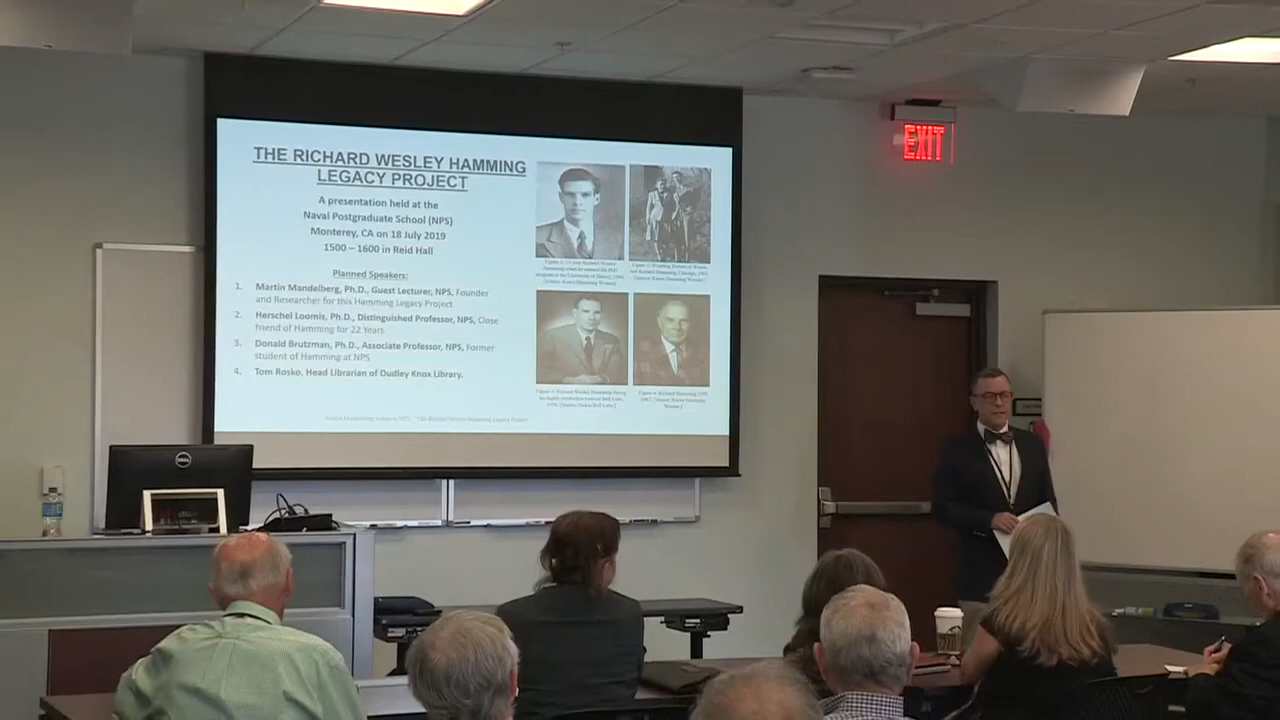 THE RICHARD WESLEY HAMMING
LEGACY PROJECT
A presentation held at the
Naval Postgraduate School (NPS)
Monterey, CA on 18 July 2019
1500 – 1600 in Reid Hall
Planned Speakers:
1. Martin Mandelberg, Ph.D., Guest Lecturer, NPS, Founder
and Researcher for this Hamming Legacy Project
2. Herschel Loomis, Ph.D., Distinguished Professor, NPS, Close
friend of Hamming for 22 Years
3. Donald Brutzman, Ph.D., Associate Professor, NPS, Former
student of Hamming at NPS
4. Tom Rosko, Head Librarian of Dudley Knox Library.
EXIT
DELL